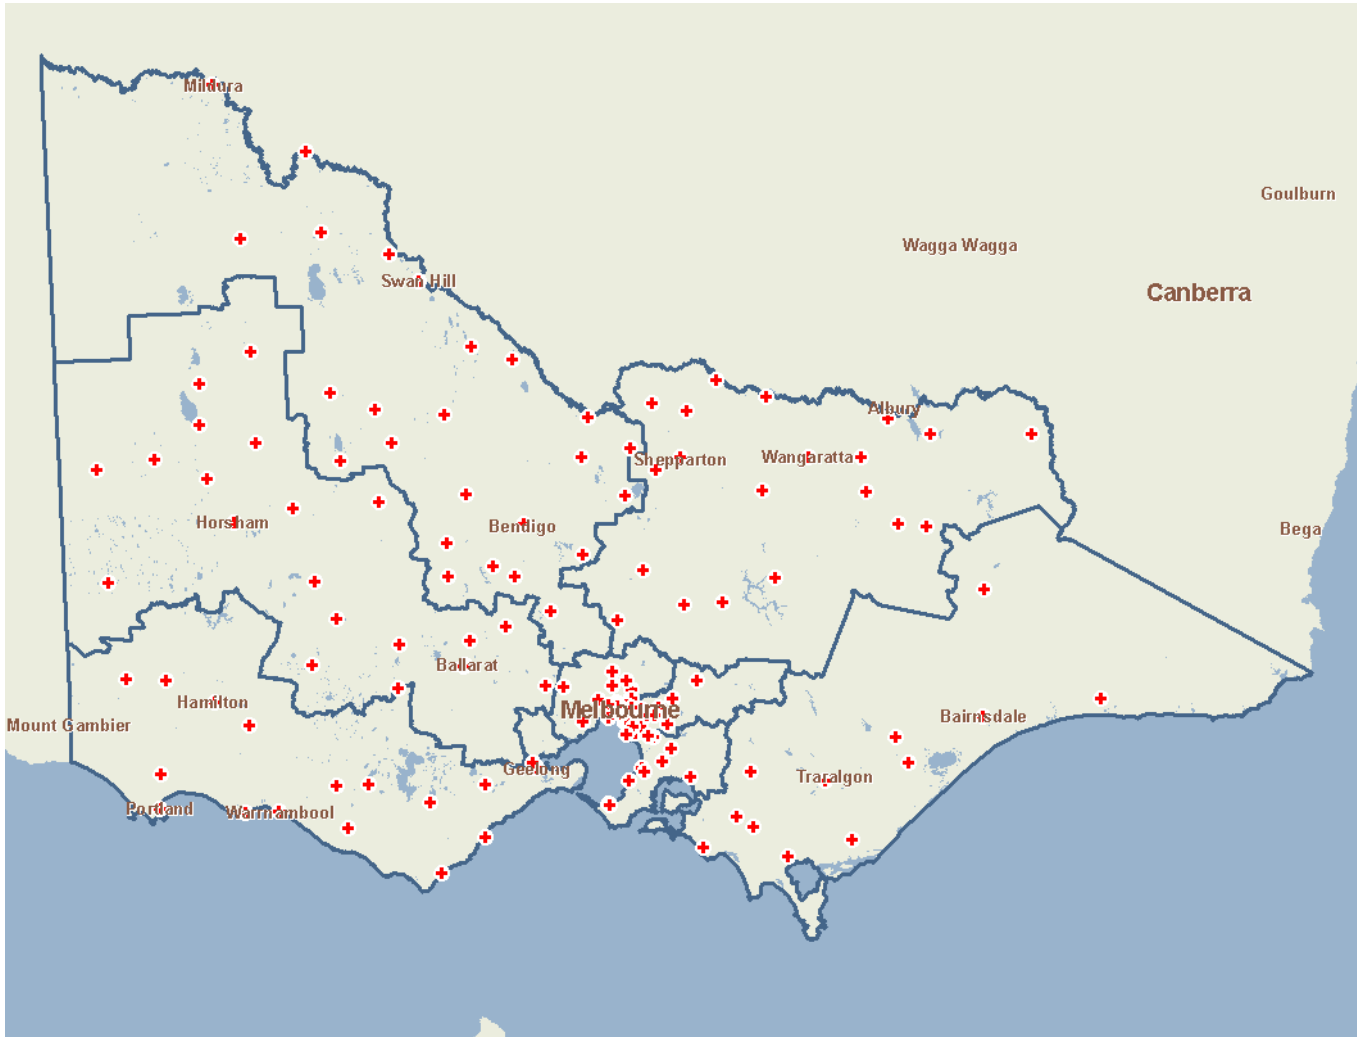 Mildura
Goulburn
Wagga Wagga
Swan Hill
Canberra
Albury
Shepparton
Wangaratta
Horsham
Bendigo
Bega
Ballarat
Hamilton
Melbourne
Bairnsdale
Mount Gambier
Geelong
Traralgon
Portland
Warrnambool